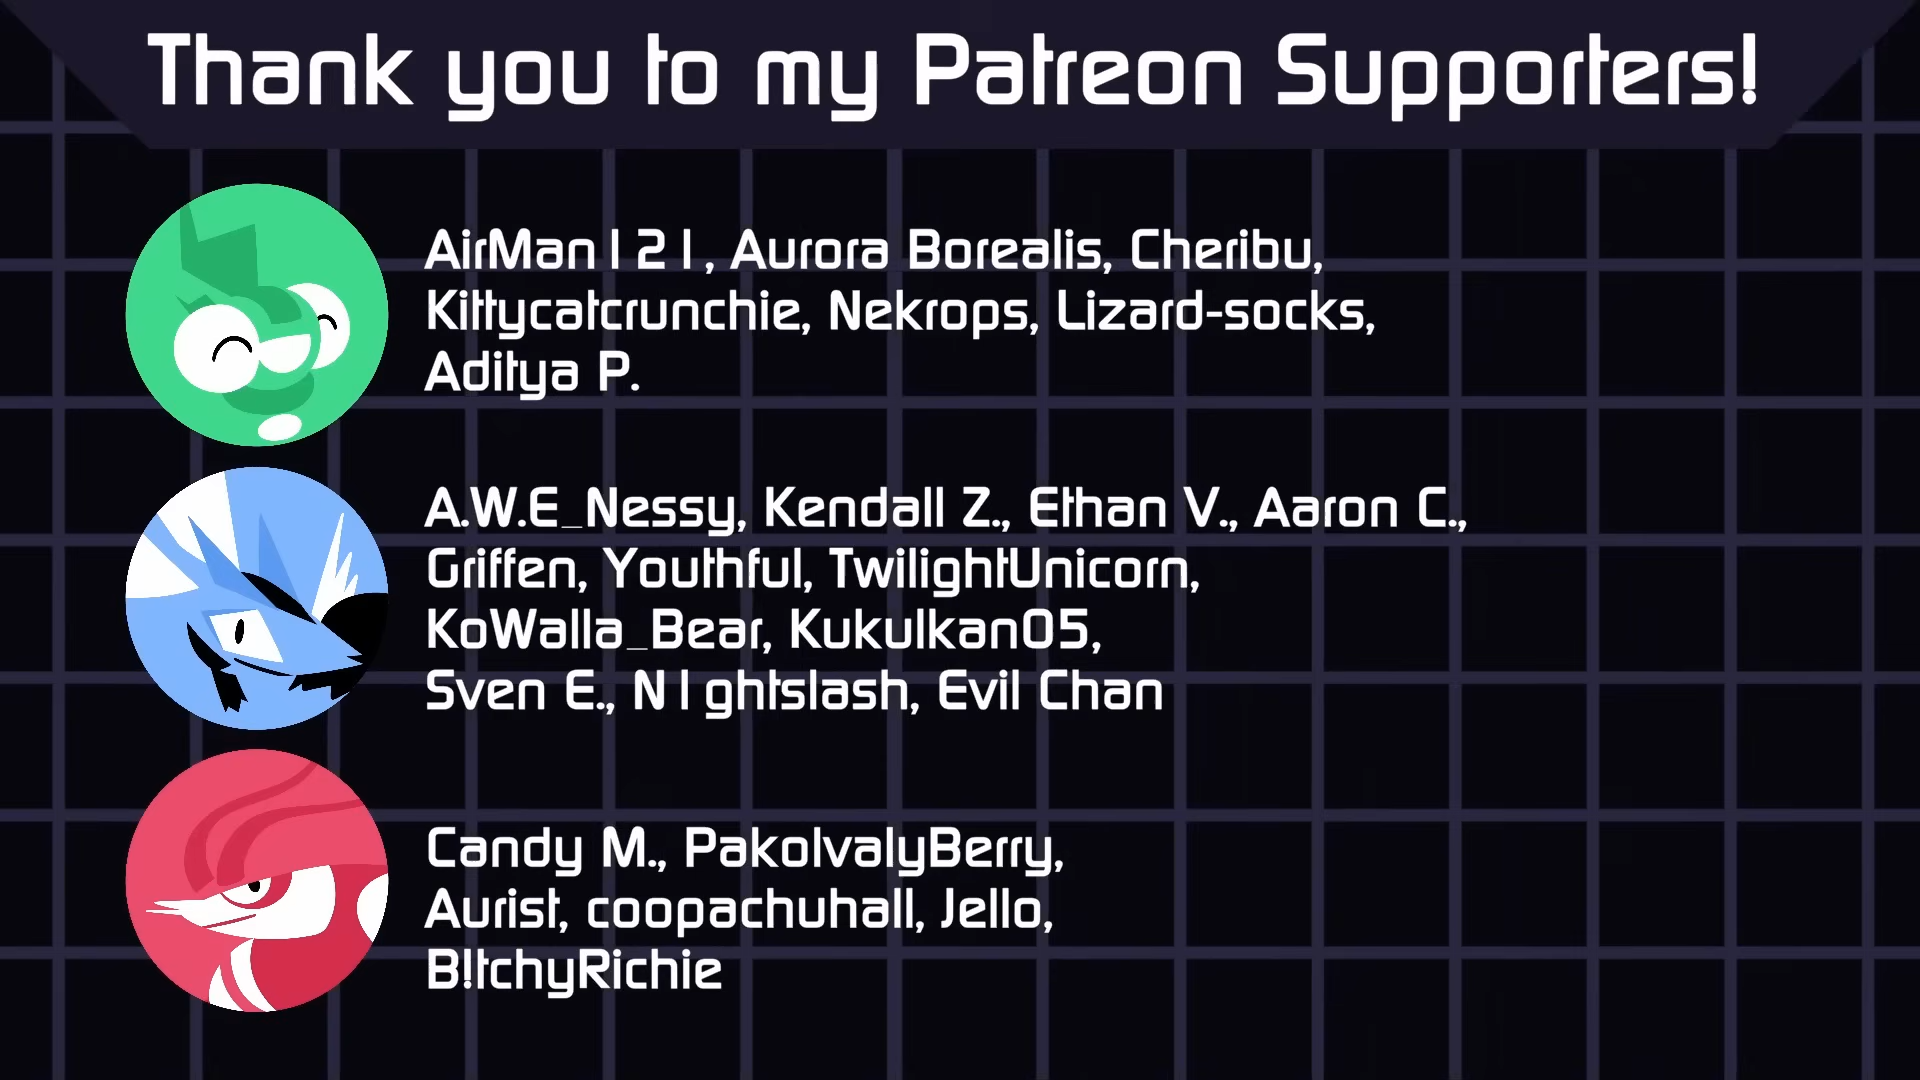 Thank you to my Patreon Supporters!
AirMan121, Aurora Borealis, Cheribu,
Kittycatcrunchie, Nekrops, Lizard-socks,
Aditya P.
A.W.E_Nessy, Kendall Z., Ethan V., Aaron C.,
Griffen, Youthful, TwilightUnicorn,
KoWalla_Bear, Kukulkan05,
Sven E., N1ghtslash, Evil Chan
Candy M., PakolvalyBerry,
Aurist, coopachuhall, Jello,
B!tchyRichie